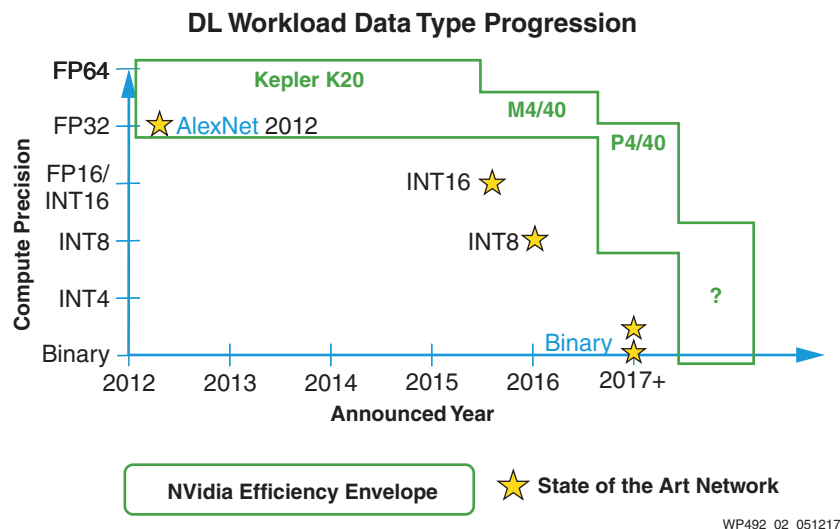 DL Workload Data Type Progression
Compute Precision
FP64
FP32
FP16/
INT16
INT8
INT4
Binary
Kepler K20
M4/40
P4/40
?
AlexNet 2012
INT16
INT8
Binary
2012
2013
2014
2015
2016
2017+
Announced Year
NVidia Efficiency Envelope
State of the Art Network
WP492_02_051217